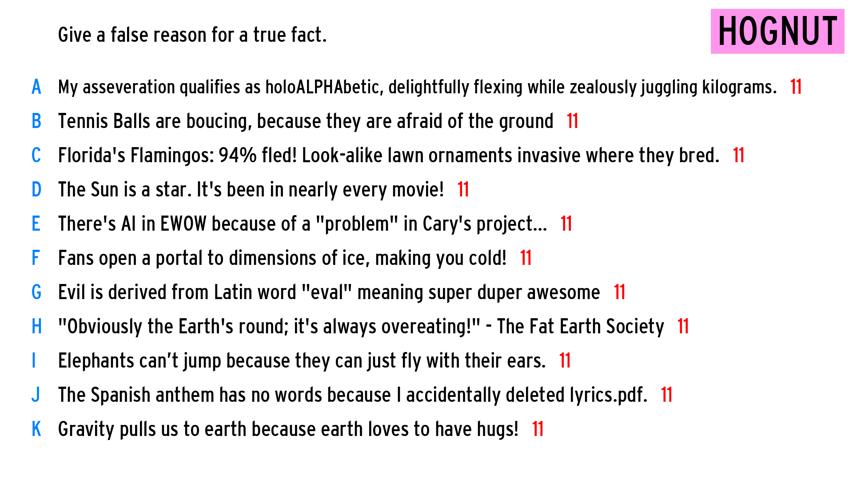 Give a false reason for a true fact.
HOGNUT
A My asseveration qualifies as holoALPHAbetic, delightfully flexing while zealously juggling kilograms. 11
B Tennis Balls are boucing, because they are afraid of the ground 11
C Florida's Flamingos: 94% fled! Look-alike lawn ornaments invasive where they bred. 11
D The Sun is a star. It's been in nearly every movie! 11
E There's AI in EWOW because of a "problem" in Cary's project... 11
F Fans open a portal to dimensions of ice, making you cold! 11
G Evil is derived from Latin word "eval" meaning super duper awesome 11
H "Obviously the Earth's round; it's always overeating!" - The Fat Earth Society 11
I Elephants can’t jump because they can just fly with their ears. 11
J The Spanish anthem has no words because I accidentally deleted lyrics.pdf. 11
K Gravity pulls us to earth because earth loves to have hugs! 11